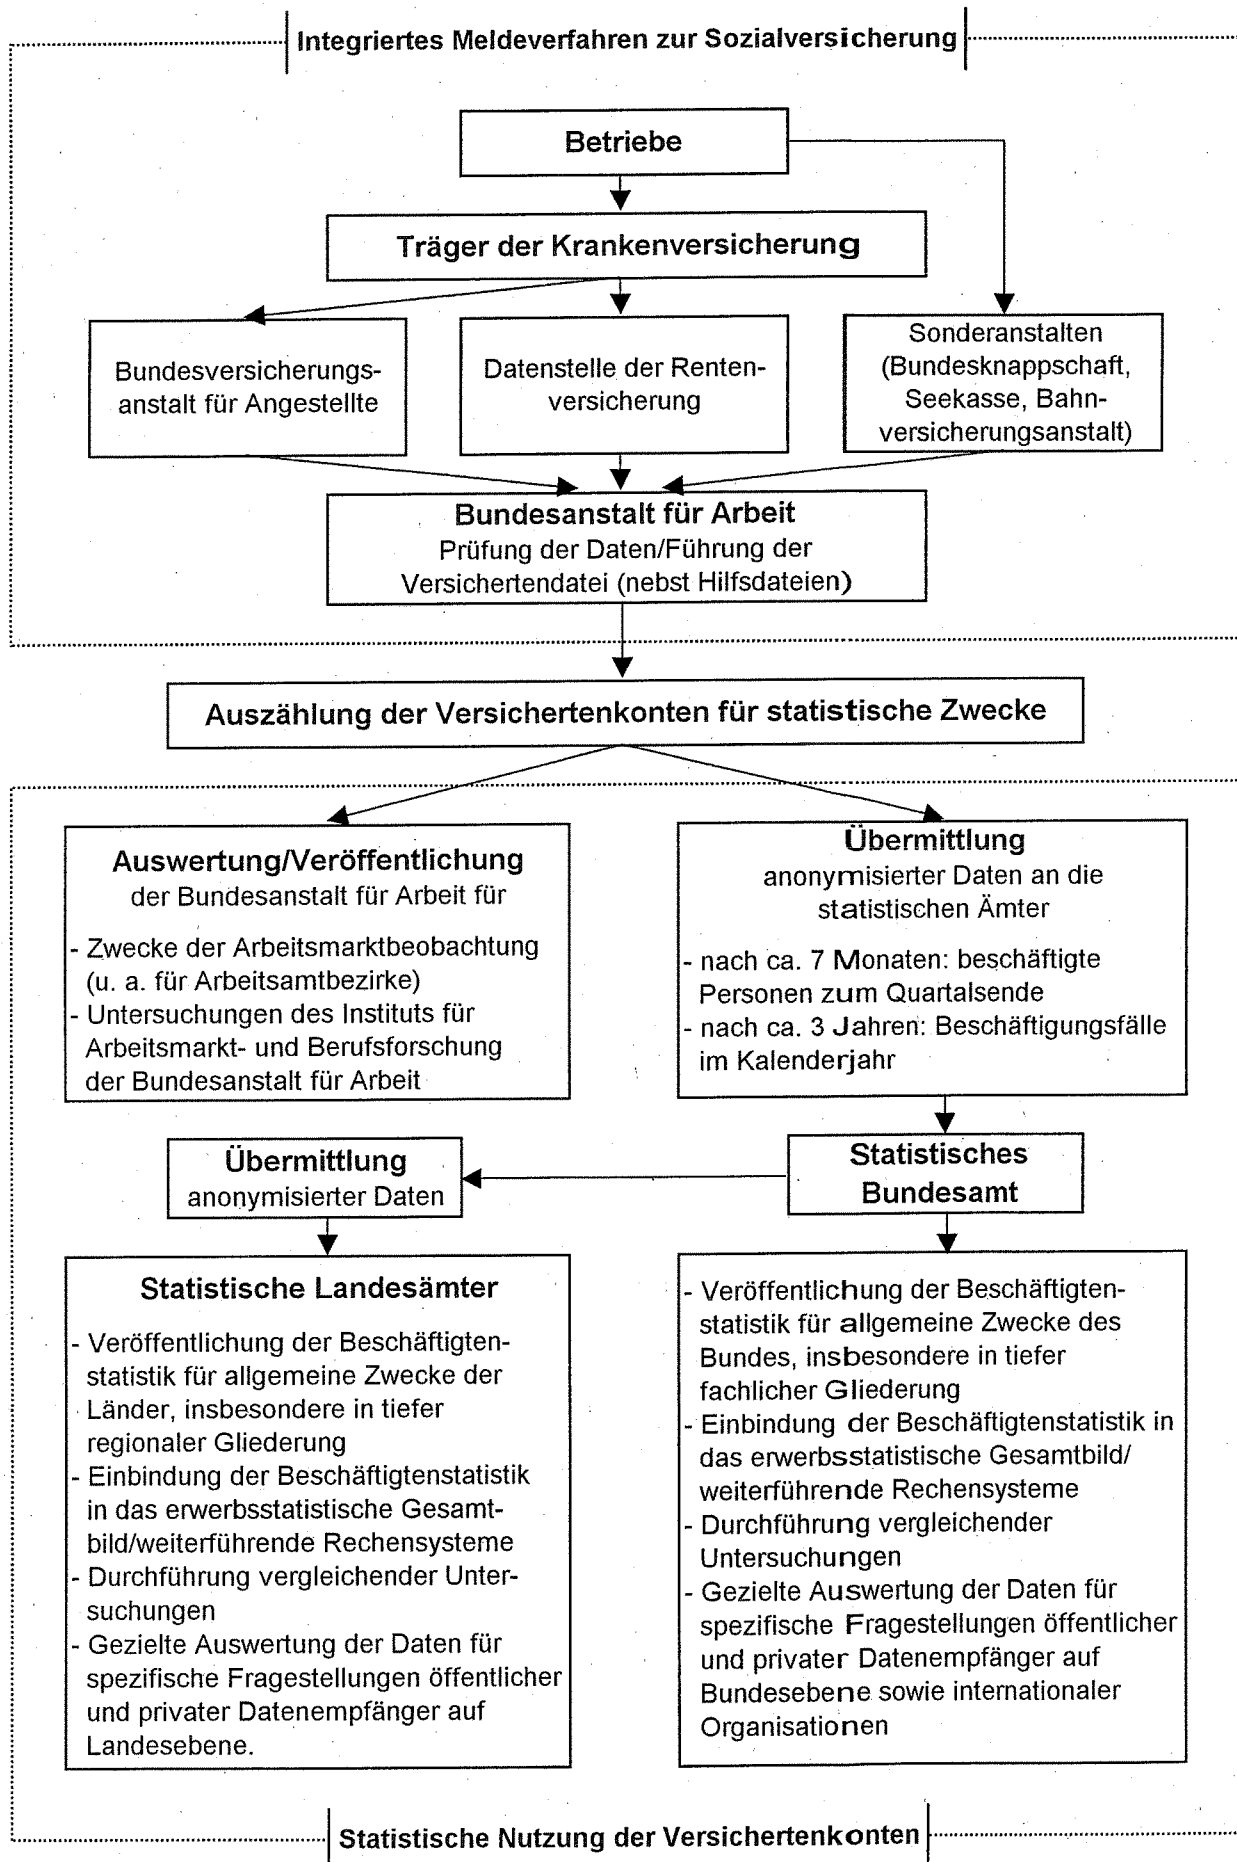 Integriertes Meldeverfahren zur Sozialversicherung
Betriebe
Träger der Krankenversicherung
Bundesversicherungs-
anstalt für Angestellte
Datenstelle der Renten-
versicherung
Sonderanstalten
(Bundesknappschaft,
Seekasse, Bahn-
versicherungsanstalt)
Bundesanstalt für Arbeit
Prüfung der Daten/Führung der
Versichertendatei (nebst Hilfsdateien)
Auszählung der Versichertenkonten für statistische Zwecke
Auswertung/Veröffentlichung
der Bundesanstalt für Arbeit für
- Zwecke der Arbeitsmarktbeobachtung
(u. a. für Arbeitsamtbezirke)
- Untersuchungen des Instituts für
Arbeitsmarkt- und Berufsforschung
der Bundesanstalt für Arbeit
Übermittlung
anonymisierter Daten an die
statistischen Ämter
- nach ca. 7 Monaten: beschäftigte
Personen zum Quartalsende
- nach ca. 3 Jahren: Beschäftigungsfälle
im Kalenderjahr
Übermittlung
anonymisierter Daten
Statistisches
Bundesamt
Statistische Landesämter
- Veröffentlichung der Beschäftigten-
statistik für allgemeine Zwecke der
Länder, insbesondere in tiefer
regionaler Gliederung
- Einbindung der Beschäftigtenstatistik
in das erwerbsstatistische Gesamt-
bild/weiterführende Rechensysteme
- Durchführung vergleichender Unter-
suchungen
- Gezielte Auswertung der Daten für
spezifische Fragestellungen öffentlicher
und privater Datenempfänger auf
Landesebene.
- Veröffentlichung der Beschäftigten-
statistik für allgemeine Zwecke des
Bundes, insbesondere in tiefer
fachlicher Gliederung
- Einbindung der Beschäftigtenstatistik in
das erwerbsstatistische Gesamtbild/
weiterführende Rechensysteme
- Durchführung vergleichender
Untersuchungen
- Gezielte Auswertung der Daten für
spezifische Fragestellungen öffentlicher
und privater Datenempfänger auf
Bundesebene sowie internationaler
Organisationen
Statistische Nutzung der Versichertenkonten